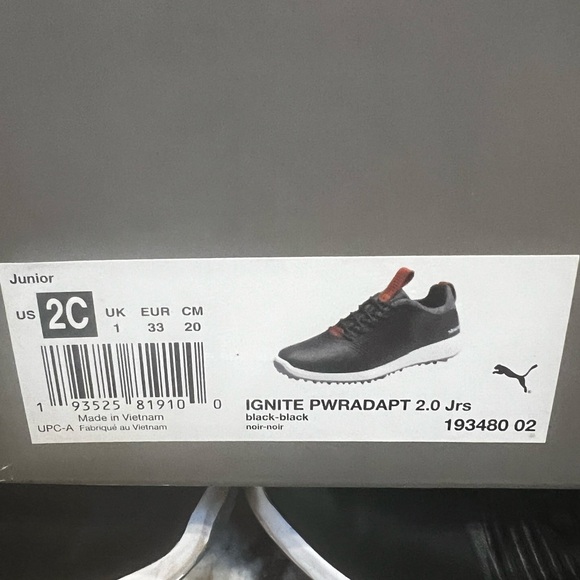 Junior
US 2C UK EUR CM
1 33 20
1 93525 81910 0
Made in Vietnam
UPC-A Fabriqué au Vietnam
IGNITE PWRADAPT 2.0 Jrs
black-black
noir-noir
193480 02